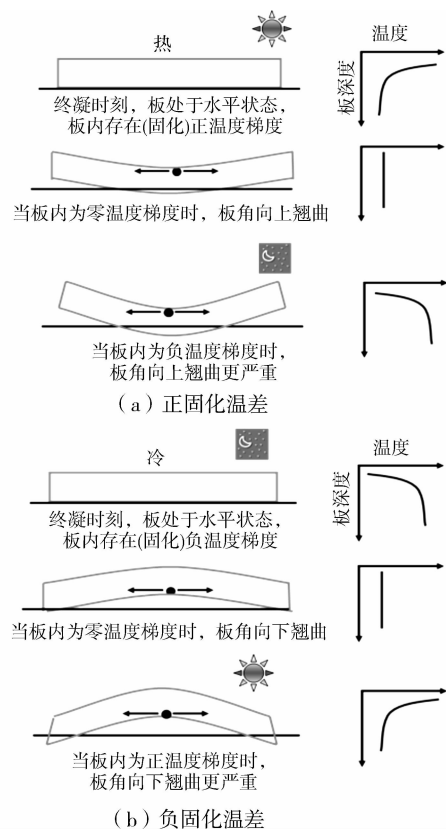 热
温度
板深度
终凝时刻，板处于水平状态，
板内存在(固化)正温度梯度
当板内为零温度梯度时，板角向上翘曲
当板内为负温度梯度时，
板角向上翘曲更严重
（a）正固化温差
冷
温度
板深度
终凝时刻，板处于水平状态，
板内存在(固化)负温度梯度
当板内为零温度梯度时，板角向下翘曲
当板内为正温度梯度时，
板角向下翘曲更严重
（b）负固化温差